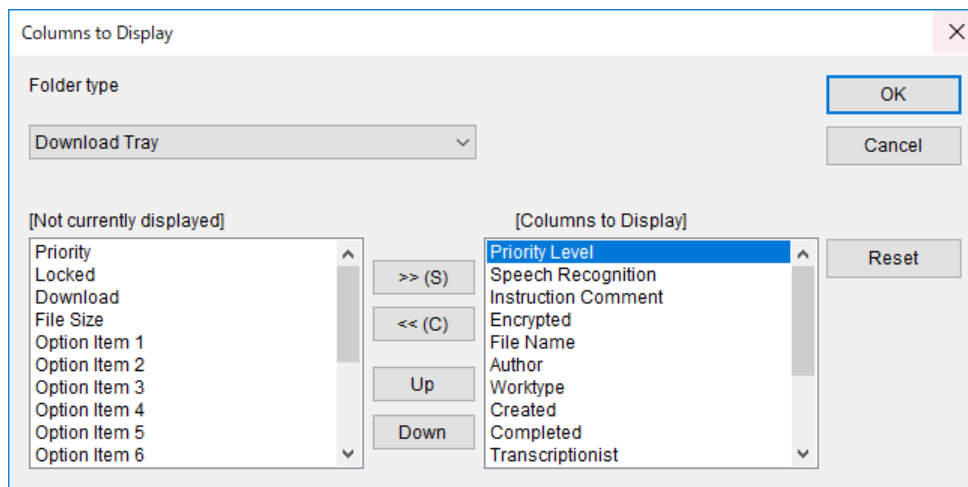 Columns to Display
Folder type
OK
Download Tray
Cancel
[Not currently displayed]
[Columns to Display]
Priority
Locked
Download
File Size
Option Item 1
Option Item 2
Option Item 3
Option Item 4
Option Item 5
Option Item 6
>> (S)
<< (C)
Up
Down
Priority Level
Speech Recognition
Instruction Comment
Encrypted
File Name
Author
Worktype
Created
Completed
Transcriptionist
Reset